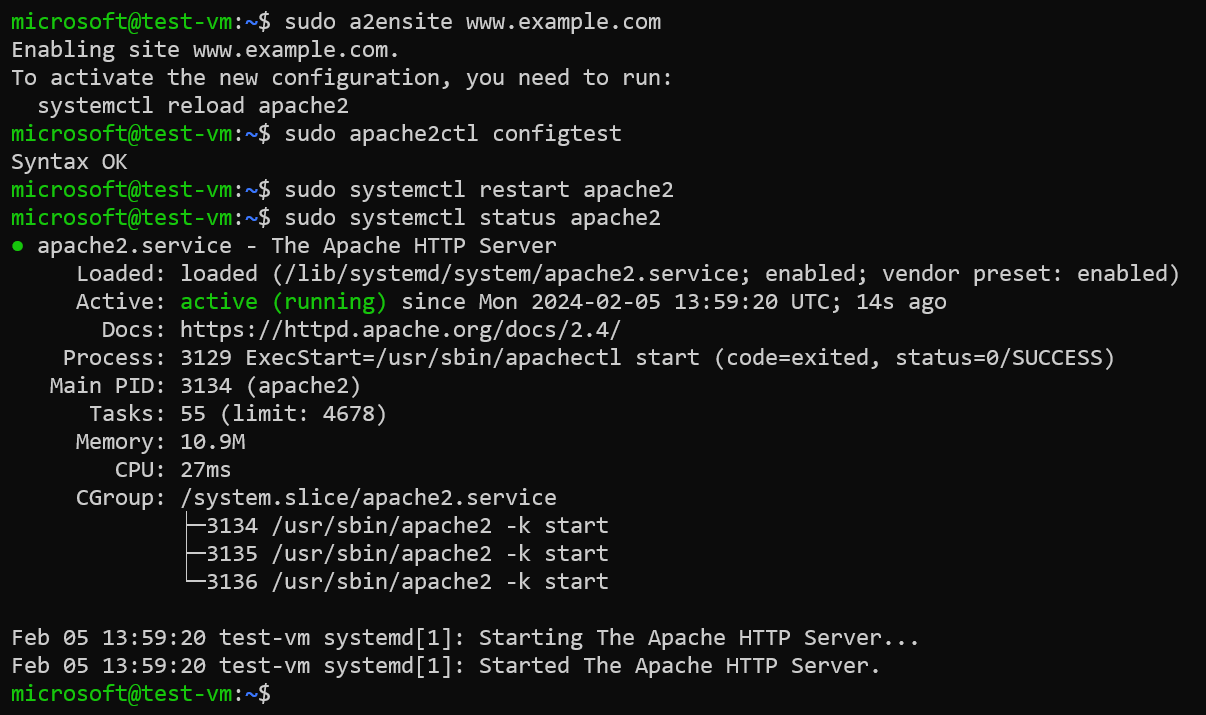 microsoft@test-vm:~$ sudo a2ensite www.example.com
Enabling site www.example.com.
To activate the new configuration, you need to run:
  systemctl reload apache2
microsoft@test-vm:~$ sudo apache2ctl configtest
Syntax OK
microsoft@test-vm:~$ sudo systemctl restart apache2
microsoft@test-vm:~$ sudo systemctl status apache2
● apache2.service - The Apache HTTP Server
     Loaded: loaded (/lib/systemd/system/apache2.service; enabled; vendor preset: enabled)
     Active: active (running) since Mon 2024-02-05 13:59:20 UTC; 14s ago
       Docs: https://httpd.apache.org/docs/2.4/
    Process: 3129 ExecStart=/usr/sbin/apachectl start (code=exited, status=0/SUCCESS)
   Main PID: 3134 (apache2)
      Tasks: 55 (limit: 4678)
     Memory: 10.9M
        CPU: 27ms
     CGroup: /system.slice/apache2.service
             ├─3134 /usr/sbin/apache2 -k start
             ├─3135 /usr/sbin/apache2 -k start
             └─3136 /usr/sbin/apache2 -k start

Feb 05 13:59:20 test-vm systemd[1]: Starting The Apache HTTP Server...
Feb 05 13:59:20 test-vm systemd[1]: Started The Apache HTTP Server.
microsoft@test-vm:~$